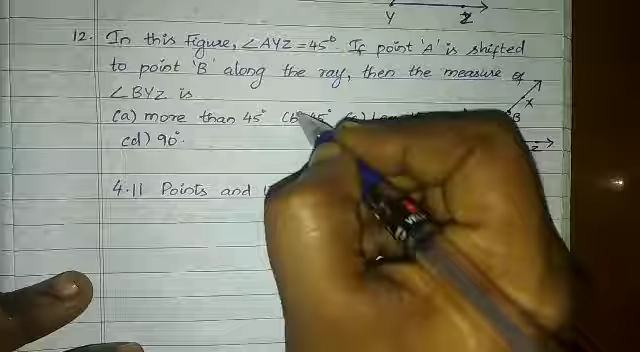 Y Z
12. In this Figure, ∠AYZ = 45°. If point 'A' is shifted
to point 'B' along the ray, then the measure of
∠BYZ is
X
(a) more than 45° (b) 45°
B
(d) 90°.
Z
4.11 Points and